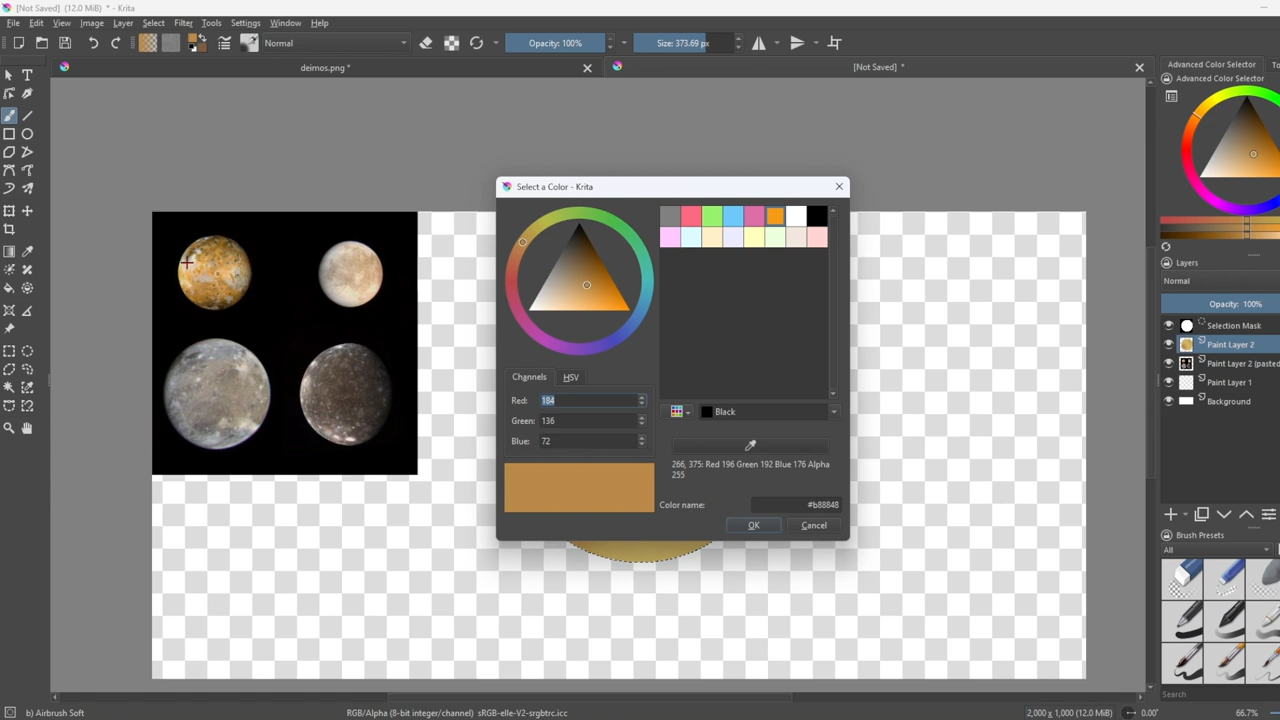 [Not Saved] (12.0 MiB) * - Krita
File Edit View Image Layer Select Filter Tools Settings Window Help
Normal Opacity: 100% Size: 373.69 px
deimos.png * [Not Saved] *
Advanced Color Selector To
Advanced Color Selector
Select a Color - Krita
Channels HSV
Red: 184
Green: 136
Blue: 72
Black
266, 375: Red 196 Green 192 Blue 176 Alpha
255
Color name: #b88848
OK Cancel
Layers
Normal
Opacity: 100%
Selection Mask
Paint Layer 2
Paint Layer 2 (pasted
Paint Layer 1
Background
Brush Presets
All
Search
b) Airbrush Soft RGB/Alpha (8-bit integer/channel) sRGB-elle-V2-srgbtrc.icc 2,000 x 1,000 (12.0 MiB) 0.00° 66.7%